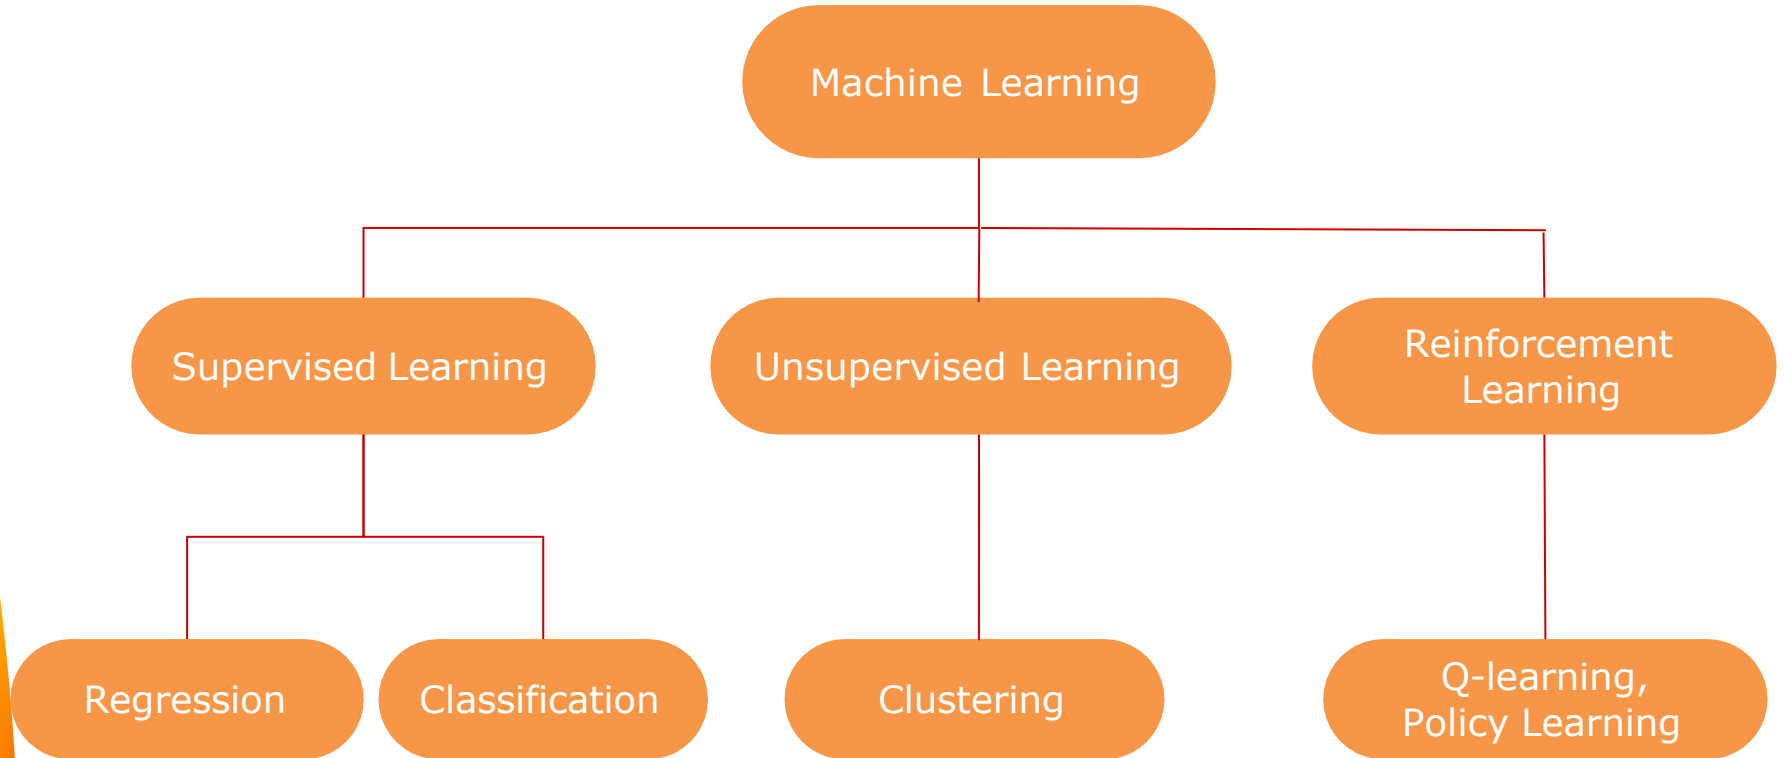 Machine Learning
Supervised Learning
Unsupervised Learning
Reinforcement
Learning
Regression
Classification
Clustering
Q-learning,
Policy Learning